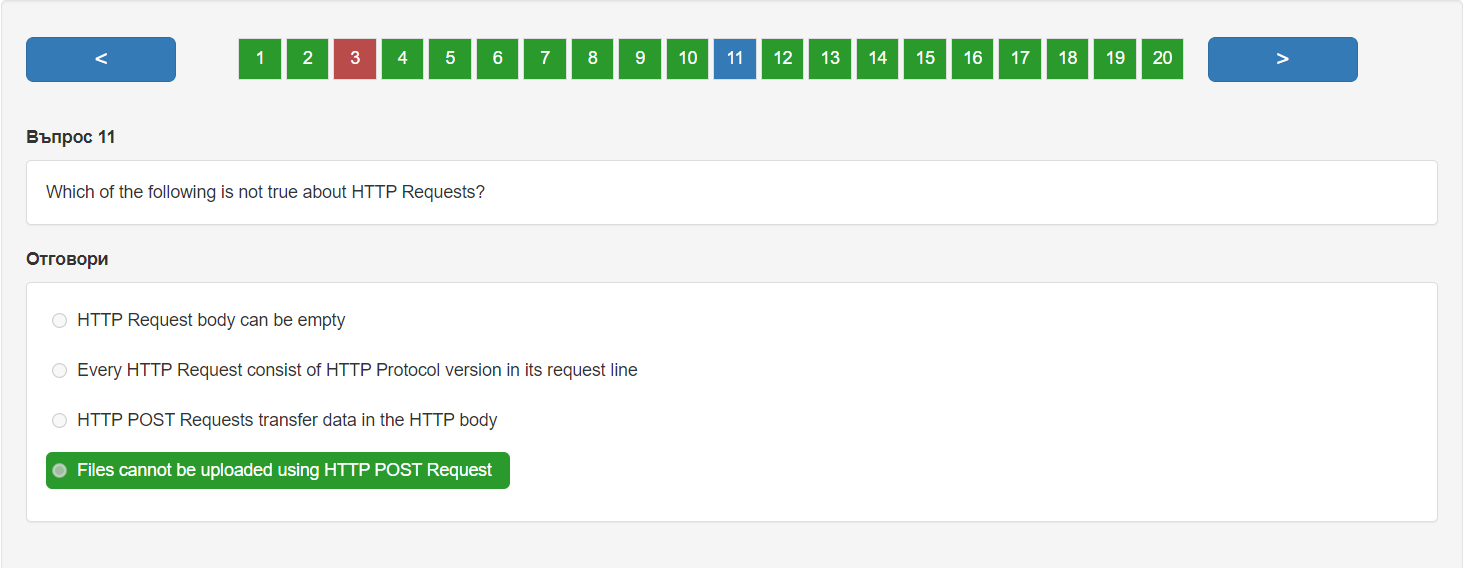 < 1 2 3 4 5 6 7 8 9 10 11 12 13 14 15 16 17 18 19 20 >
Въпрос 11
Which of the following is not true about HTTP Requests?
Отговори
HTTP Request body can be empty
Every HTTP Request consist of HTTP Protocol version in its request line
HTTP POST Requests transfer data in the HTTP body
Files cannot be uploaded using HTTP POST Request